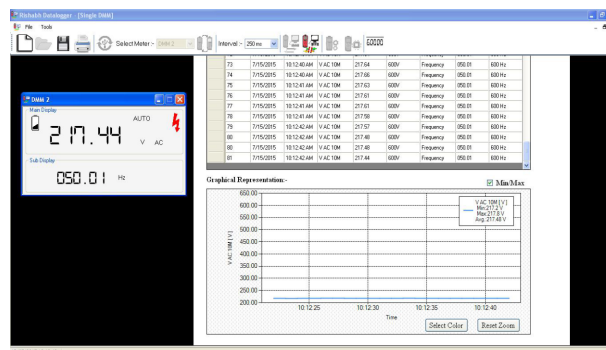 Rishabh Datalogger - [Single DMM]
File Tools
Select Meter :- DMM 2 Interval :- 250 ms
73 7/15/2015 10:12:40 AM V AC 10M 217.64 600V Frequency 050.01 600 Hz
74 7/15/2015 10:12:40 AM V AC 10M 217.66 600V Frequency 050.01 600 Hz
75 7/15/2015 10:12:41 AM V AC 10M 217.63 600V Frequency 050.01 600 Hz
76 7/15/2015 10:12:41 AM V AC 10M 217.61 600V Frequency 050.01 600 Hz
77 7/15/2015 10:12:41 AM V AC 10M 217.61 600V Frequency 050.01 600 Hz
78 7/15/2015 10:12:41 AM V AC 10M 217.58 600V Frequency 050.01 600 Hz
79 7/15/2015 10:12:42 AM V AC 10M 217.57 600V Frequency 050.01 600 Hz
80 7/15/2015 10:12:42 AM V AC 10M 217.48 600V Frequency 050.01 600 Hz
80 7/15/2015 10:12:42 AM V AC 10M 217.48 600V Frequency 050.01 600 Hz
81 7/15/2015 10:12:42 AM V AC 10M 217.44 600V Frequency 050.01 600 Hz
DMM 2
Main Display
AUTO
217.44 V AC
Sub Display
050.01 Hz
Graphical Representation:-
Min/Max
650.00
600.00
550.00
500.00
450.00
400.00
350.00
300.00
250.00
200.00
V AC 10M [ V ]
V AC 10M [ V ]
Min:217.2 V
Max:217.8 V
Avg :217.48 V
10:12:25 10:12:30 10:12:35 10:12:40
Time
Select Color Reset Zoom